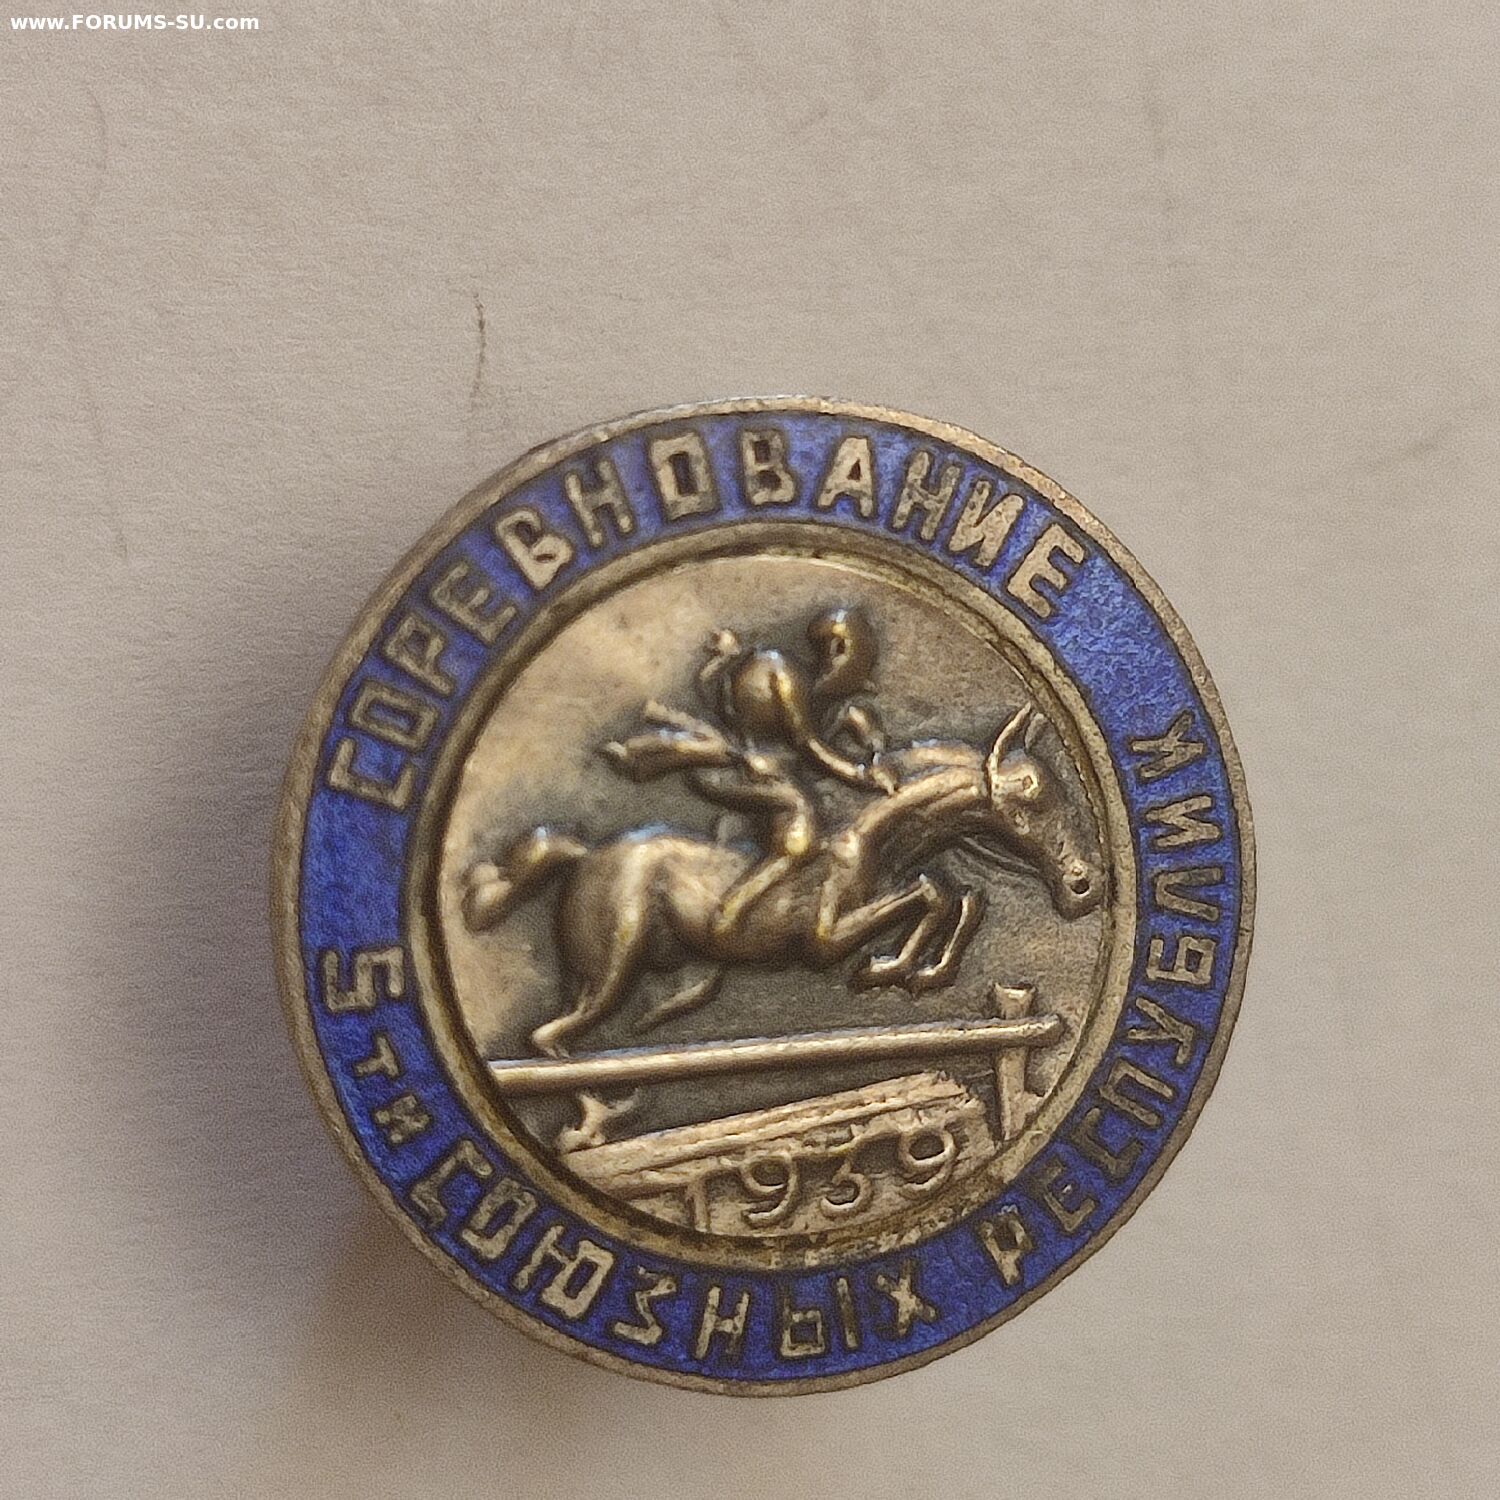 www.FORUMS-SU.com
СОРЕВНОВАНИЕ
5ти СОЮЗНЫХ РЕСПУБЛИК
1939